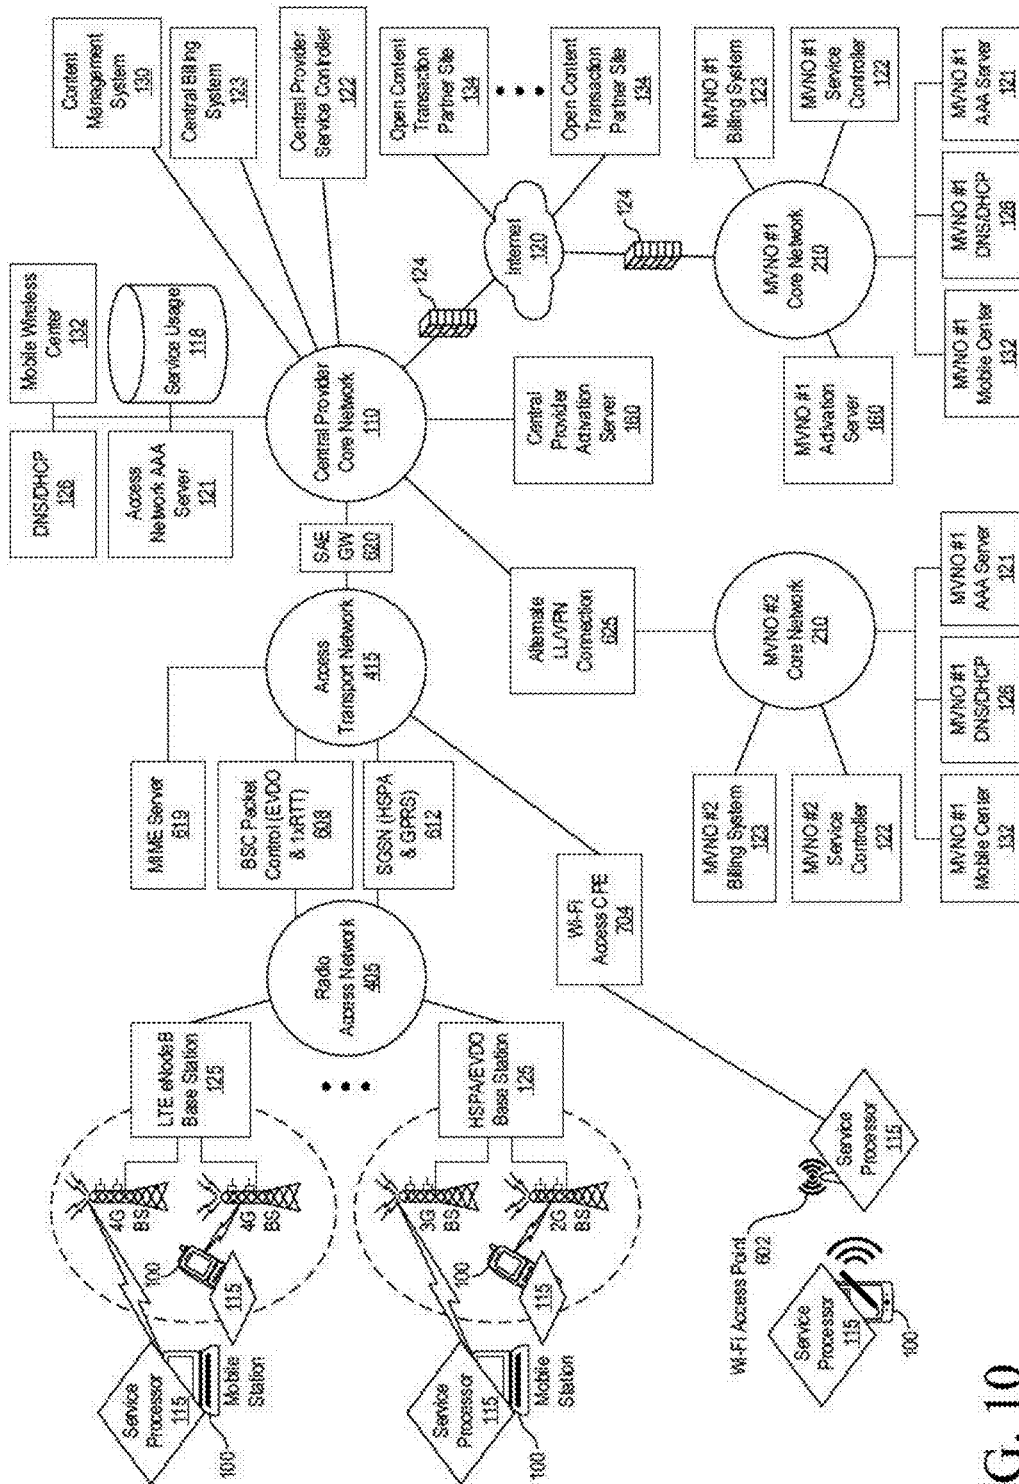 Service
Processor
115
100
Mobile
Station
100
115
4G
BS
4G
BS
LTE eNodeB
Base Station
125
Service
Processor
115
100
Mobile
Station
100
115
3G
BS
2G
BS
HSPA/EVDO
Base Station
125
Radio
Access Network
405
MME Server
619
BSC Packet
Control (EVDO
& 1xRTT)
608
SGSN (HSPA
& GPRS)
612
Access
Transport Network
415
SAE
GW
620
DNS/DHCP
126
Mobile Wireless
Center
132
Access
Network AAA
Server
121
Service Usage
118
Central Provider
Core Network
110
Content
Management
System
130
Central Billing
System
123
Central Provider
Service Controller
122
124
Internet
120
Open Content
Transaction
Partner Site
134
Open Content
Transaction
Partner Site
134
124
Central
Provider
Activation
Server
160
Alternate
LL/VPN
Connection
625
Wi-Fi
Access CPE
704
Wi-Fi Access Point
602
Service
Processor
115
Service
Processor
115
100
MVNO #2
Core Network
210
MVNO #2
Billing System
123
MVNO #2
Service
Controller
122
MVNO #1
Mobile Center
132
MVNO #1
DNS/DHCP
126
MVNO #1
AAA Server
121
MVNO #1
Core Network
210
MVNO #1
Activation
Server
160
MVNO #1
Billing System
123
MVNO #1
Service
Controller
122
MVNO #1
Mobile Center
132
MVNO #1
DNS/DHCP
126
MVNO #1
AAA Server
121
G. 10